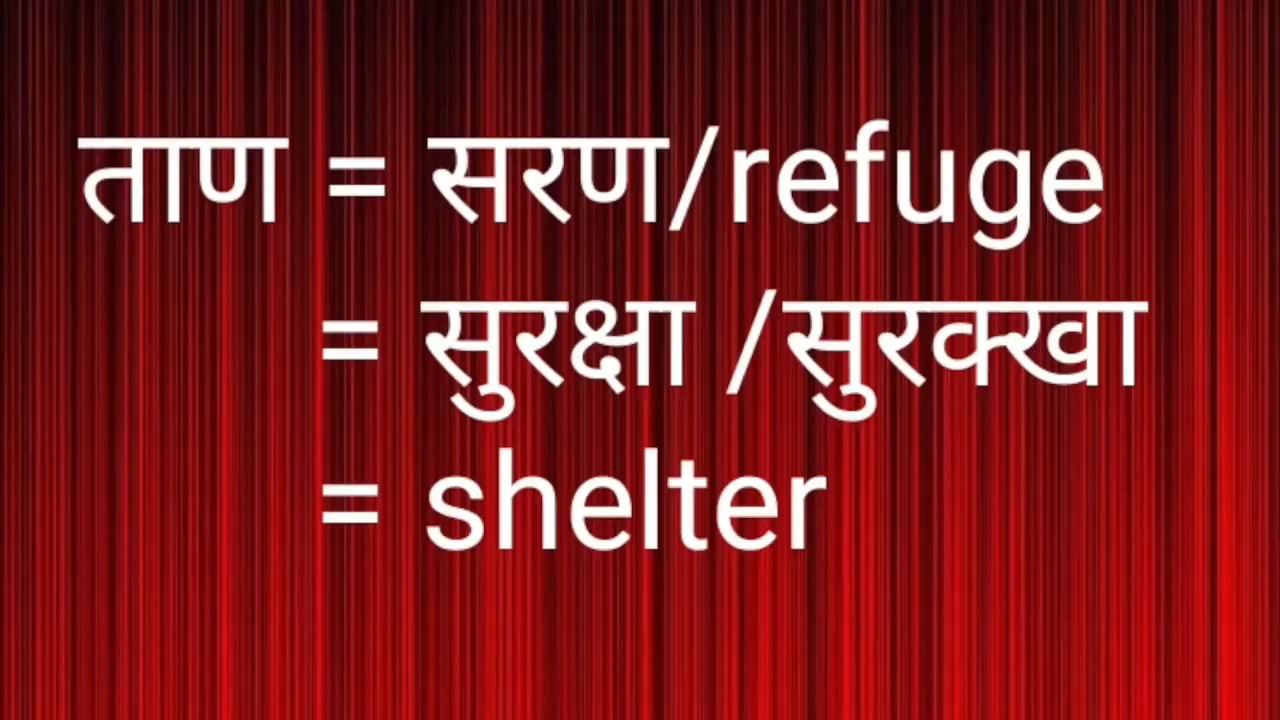 ताण = सरण/refuge
= सुरक्षा /सुरक्खा
= shelter